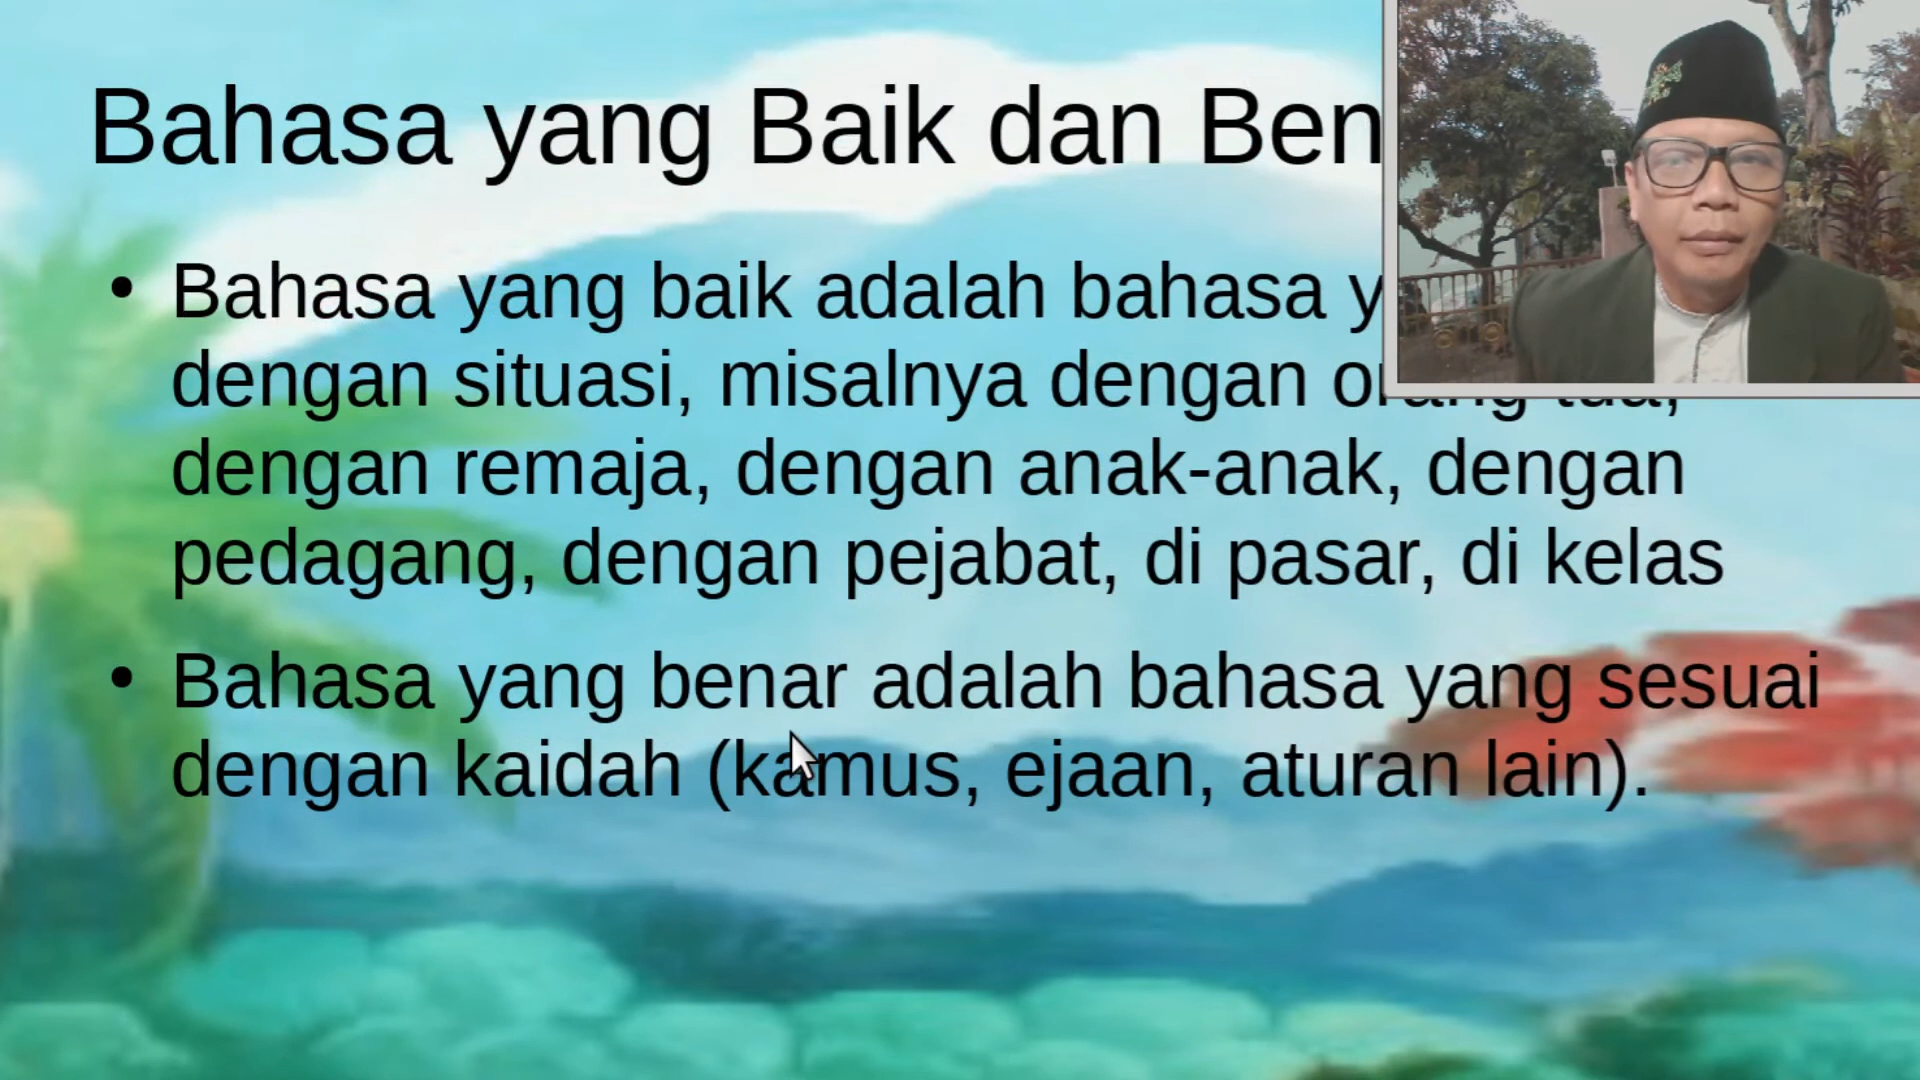 Bahasa yang Baik dan Ben
Bahasa yang baik adalah bahasa y
dengan situasi, misalnya dengan orang tua,
dengan remaja, dengan anak-anak, dengan
pedagang, dengan pejabat, di pasar, di kelas
Bahasa yang benar adalah bahasa yang sesuai
dengan kaidah (kamus, ejaan, aturan lain).